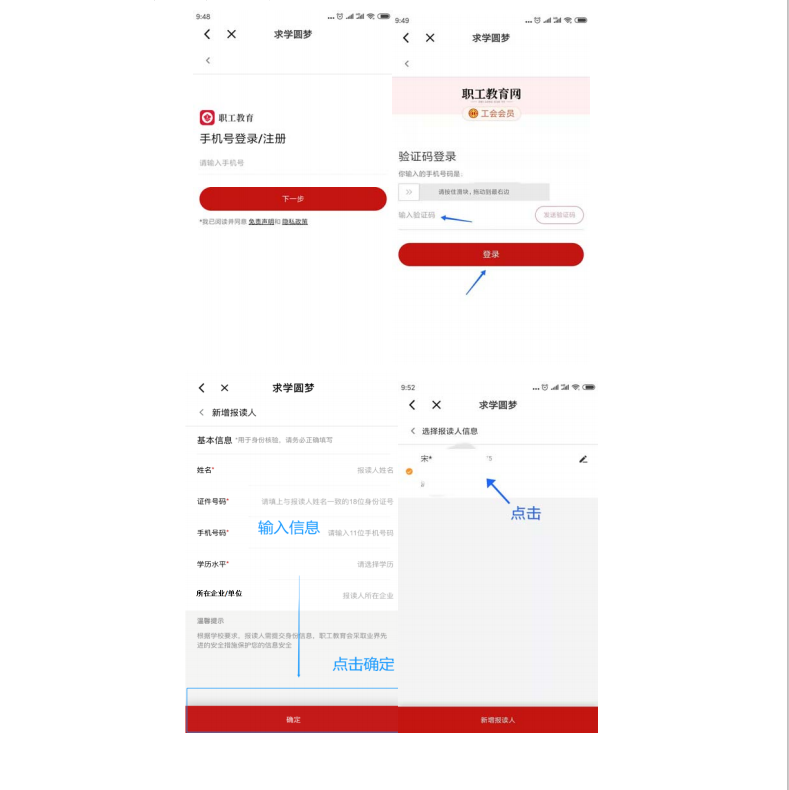 9:48
求学圆梦
职工教育
手机号登录/注册
请输入手机号
下一步
*我已阅读并同意 免责声明和 隐私政策
9:49
求学圆梦
职工教育网
工会会员
验证码登录
你输入的手机号码是:
请按住滑块，拖动到最右边
输入验证码
发送验证码
登录
求学圆梦
新增报读人
基本信息 *用于身份核验，请务必正确填写
姓名*
报读人姓名
证件号码*
请填上与报读人姓名一致的18位身份证号
手机号码*
输入信息
请输入11位手机号码
学历水平*
请选择学历
所在企业/单位
报读人所在企业
温馨提示
根据学校要求，报读人需提交身份信息，职工教育会采取业界先
进的安全措施保护您的信息安全
点击确定
确定
9:52
求学圆梦
选择报读人信息
宋*
点击
新增报读人